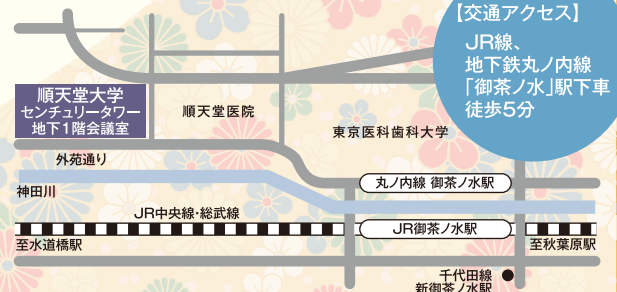 【交通アクセス】
JR線、
地下鉄丸ノ内線
「御茶ノ水」駅下車
徒歩5分
順天堂大学
センチュリータワー
地下1階会議室
順天堂医院
東京医科歯科大学
外苑通り
丸ノ内線 御茶ノ水駅
神田川
JR中央線・総武線
JR御茶ノ水駅
至水道橋駅
至秋葉原駅
千代田線
新御茶ノ水駅